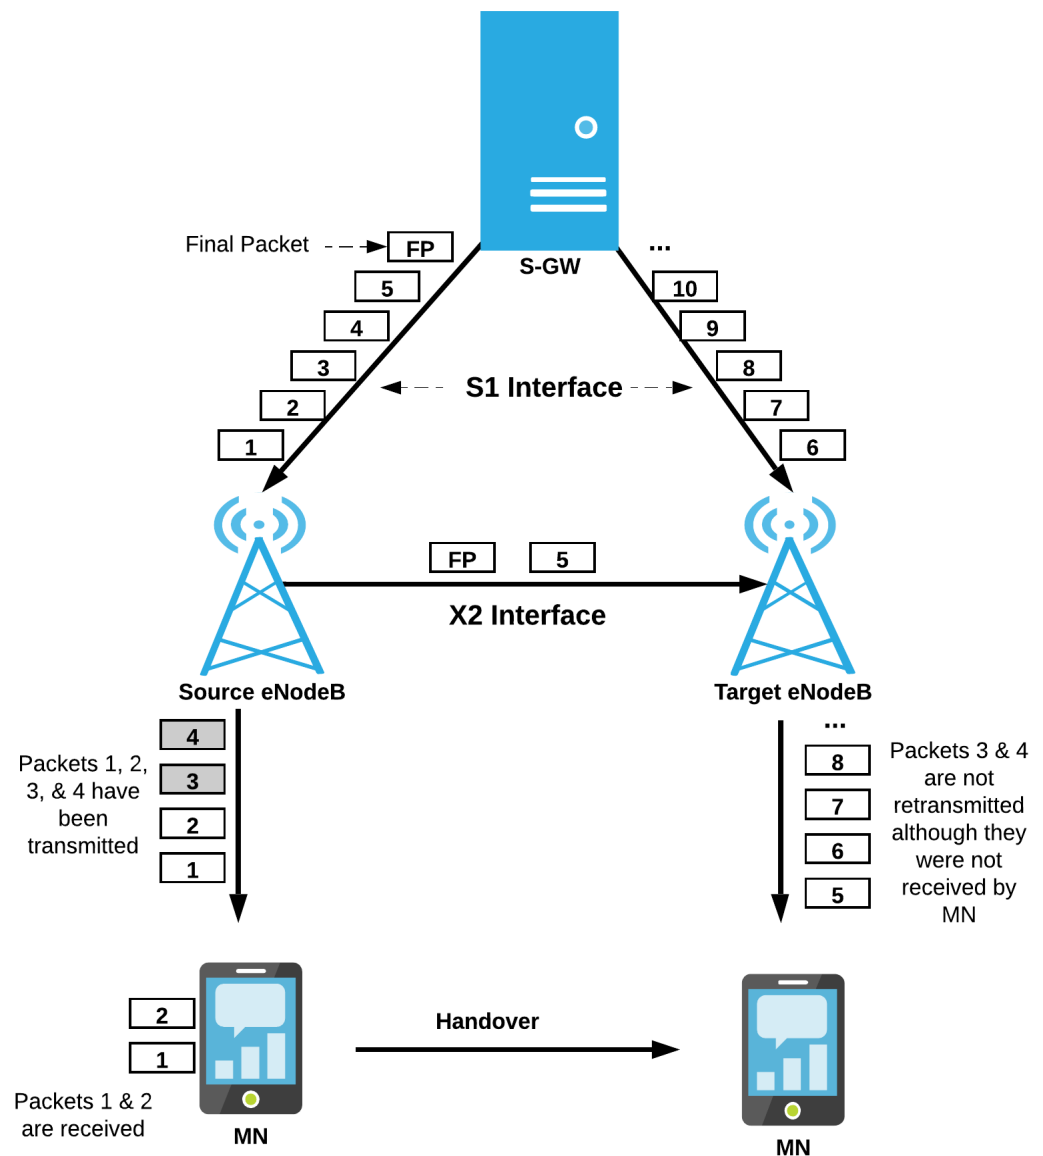 Final Packet
FP
...
S-GW
5
10
4
9
3
8
S1 Interface
2
7
1
6
FP
5
X2 Interface
Source eNodeB
Target eNodeB
4
3
2
1
Packets 1, 2,
3, & 4 have
been
transmitted
...
8
7
6
5
Packets 3 & 4
are not
retransmitted
although they
were not
received by
MN
2
1
Packets 1 & 2
are received
MN
Handover
MN